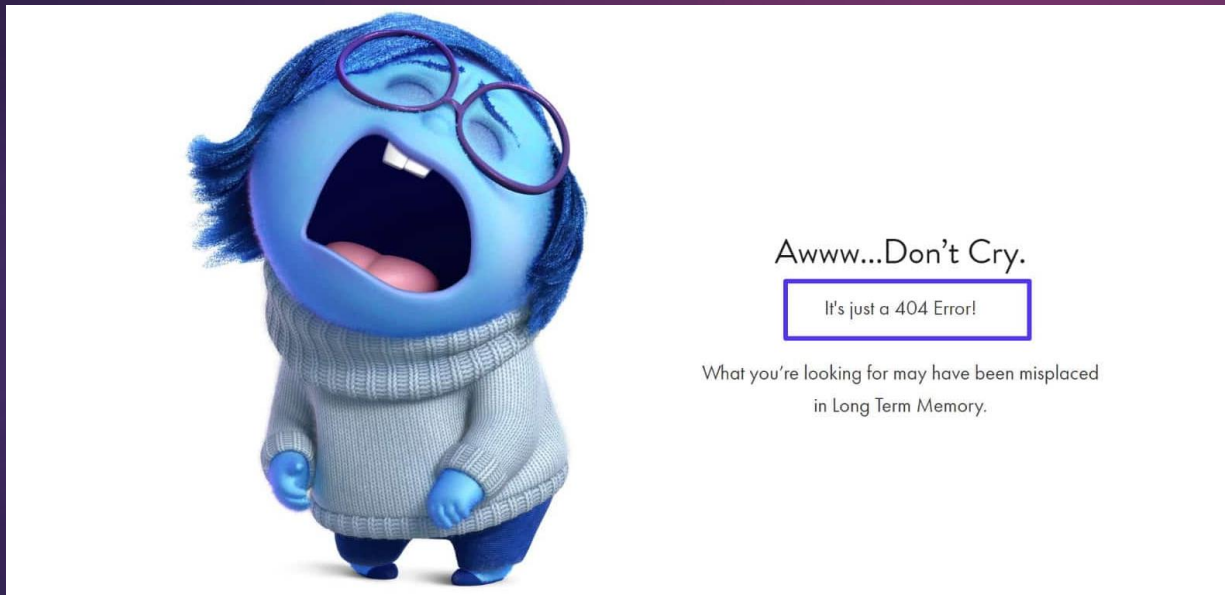 Awww...Don’t Cry.
It's just a 404 Error!
What you’re looking for may have been misplaced
in Long Term Memory.